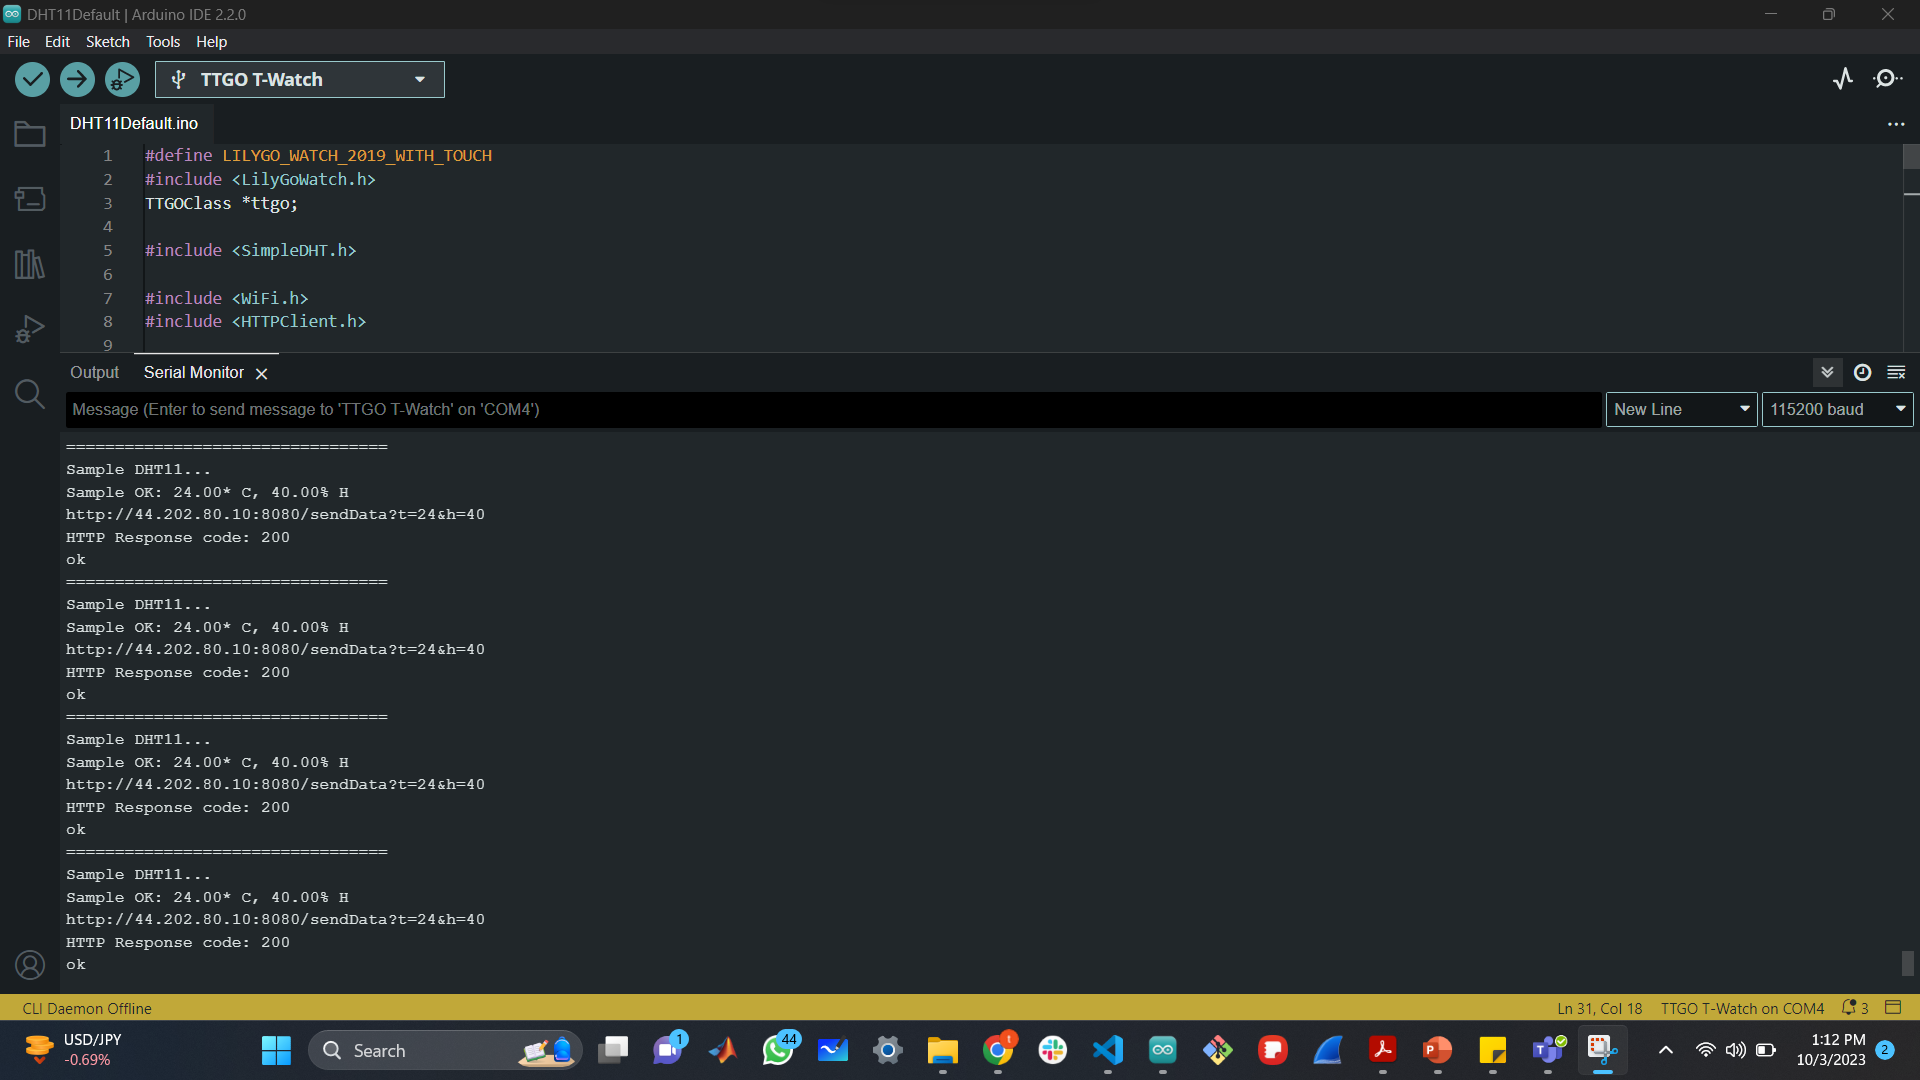 DHT11Default | Arduino IDE 2.2.0
File Edit Sketch Tools Help
TTGO T-Watch
DHT11Default.ino
1 #define LILYGO_WATCH_2019_WITH_TOUCH
2 #include <LilyGoWatch.h>
3 TTGOClass *ttgo;
4
5 #include <SimpleDHT.h>
6
7 #include <WiFi.h>
8 #include <HTTPClient.h>
9
Output Serial Monitor
Message (Enter to send message to 'TTGO T-Watch' on 'COM4')
New Line 115200 baud
=================================
Sample DHT11...
Sample OK: 24.00* C, 40.00% H
http://44.202.80.10:8080/sendData?t=24&h=40
HTTP Response code: 200
ok
=================================
Sample DHT11...
Sample OK: 24.00* C, 40.00% H
http://44.202.80.10:8080/sendData?t=24&h=40
HTTP Response code: 200
ok
=================================
Sample DHT11...
Sample OK: 24.00* C, 40.00% H
http://44.202.80.10:8080/sendData?t=24&h=40
HTTP Response code: 200
ok
=================================
Sample DHT11...
Sample OK: 24.00* C, 40.00% H
http://44.202.80.10:8080/sendData?t=24&h=40
HTTP Response code: 200
ok
CLI Daemon Offline
Ln 31, Col 18 TTGO T-Watch on COM4 3
USD/JPY
-0.69%
Search
1
44
t
1:12 PM
10/3/2023
2